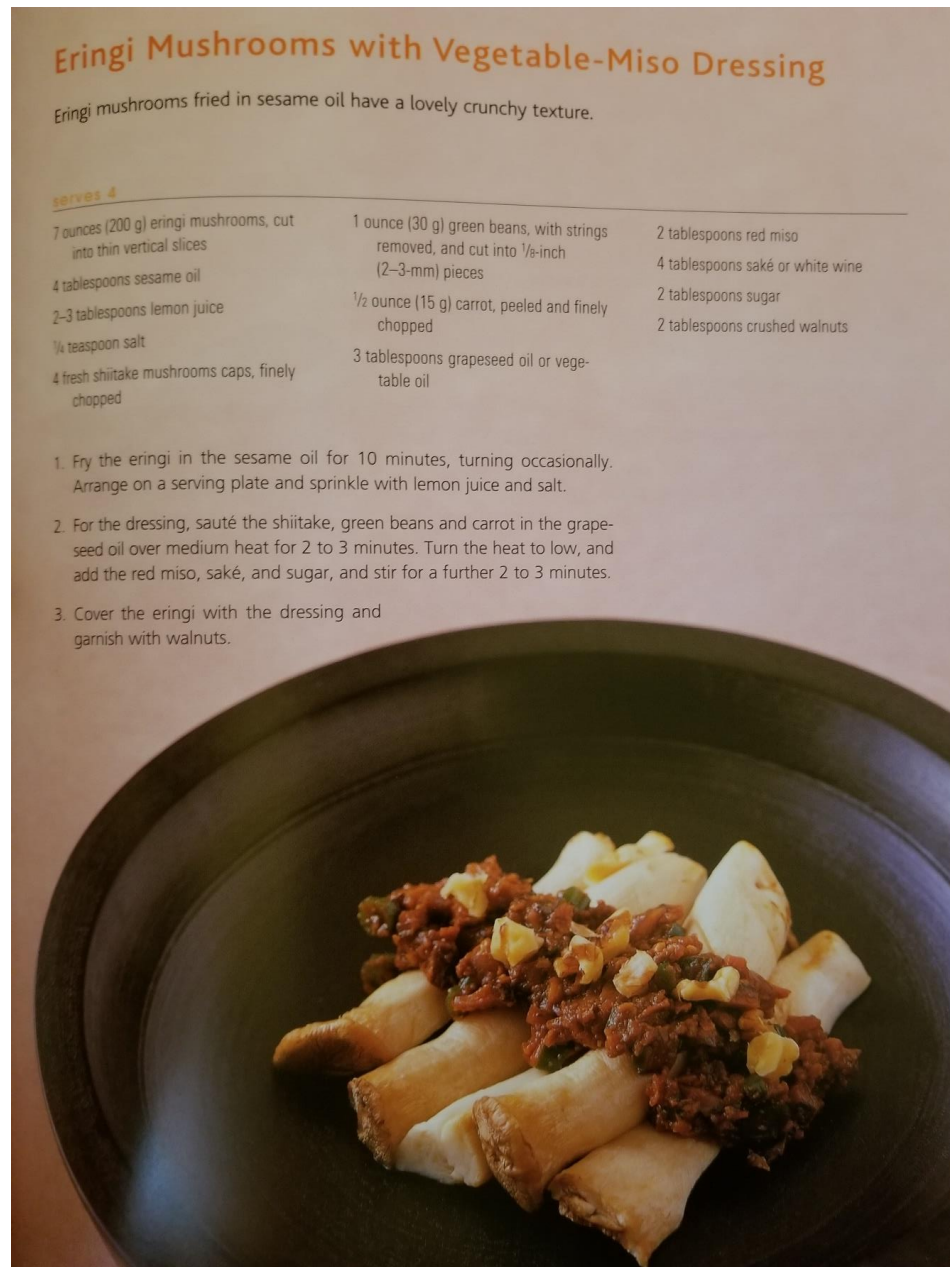 Eringi Mushrooms with Vegetable-Miso Dressing
Eringi mushrooms fried in sesame oil have a lovely crunchy texture.
serves 4
7 ounces (200 g) eringi mushrooms, cut
into thin vertical slices
4 tablespoons sesame oil
2–3 tablespoons lemon juice
1/4 teaspoon salt
4 fresh shiitake mushrooms caps, finely
chopped
1 ounce (30 g) green beans, with strings
removed, and cut into 1/8-inch
(2–3-mm) pieces
1/2 ounce (15 g) carrot, peeled and finely
chopped
3 tablespoons grapeseed oil or vege-
table oil
2 tablespoons red miso
4 tablespoons saké or white wine
2 tablespoons sugar
2 tablespoons crushed walnuts
1. Fry the eringi in the sesame oil for 10 minutes, turning occasionally.
Arrange on a serving plate and sprinkle with lemon juice and salt.
2. For the dressing, sauté the shiitake, green beans and carrot in the grape-
seed oil over medium heat for 2 to 3 minutes. Turn the heat to low, and
add the red miso, saké, and sugar, and stir for a further 2 to 3 minutes.
3. Cover the eringi with the dressing and
garnish with walnuts.